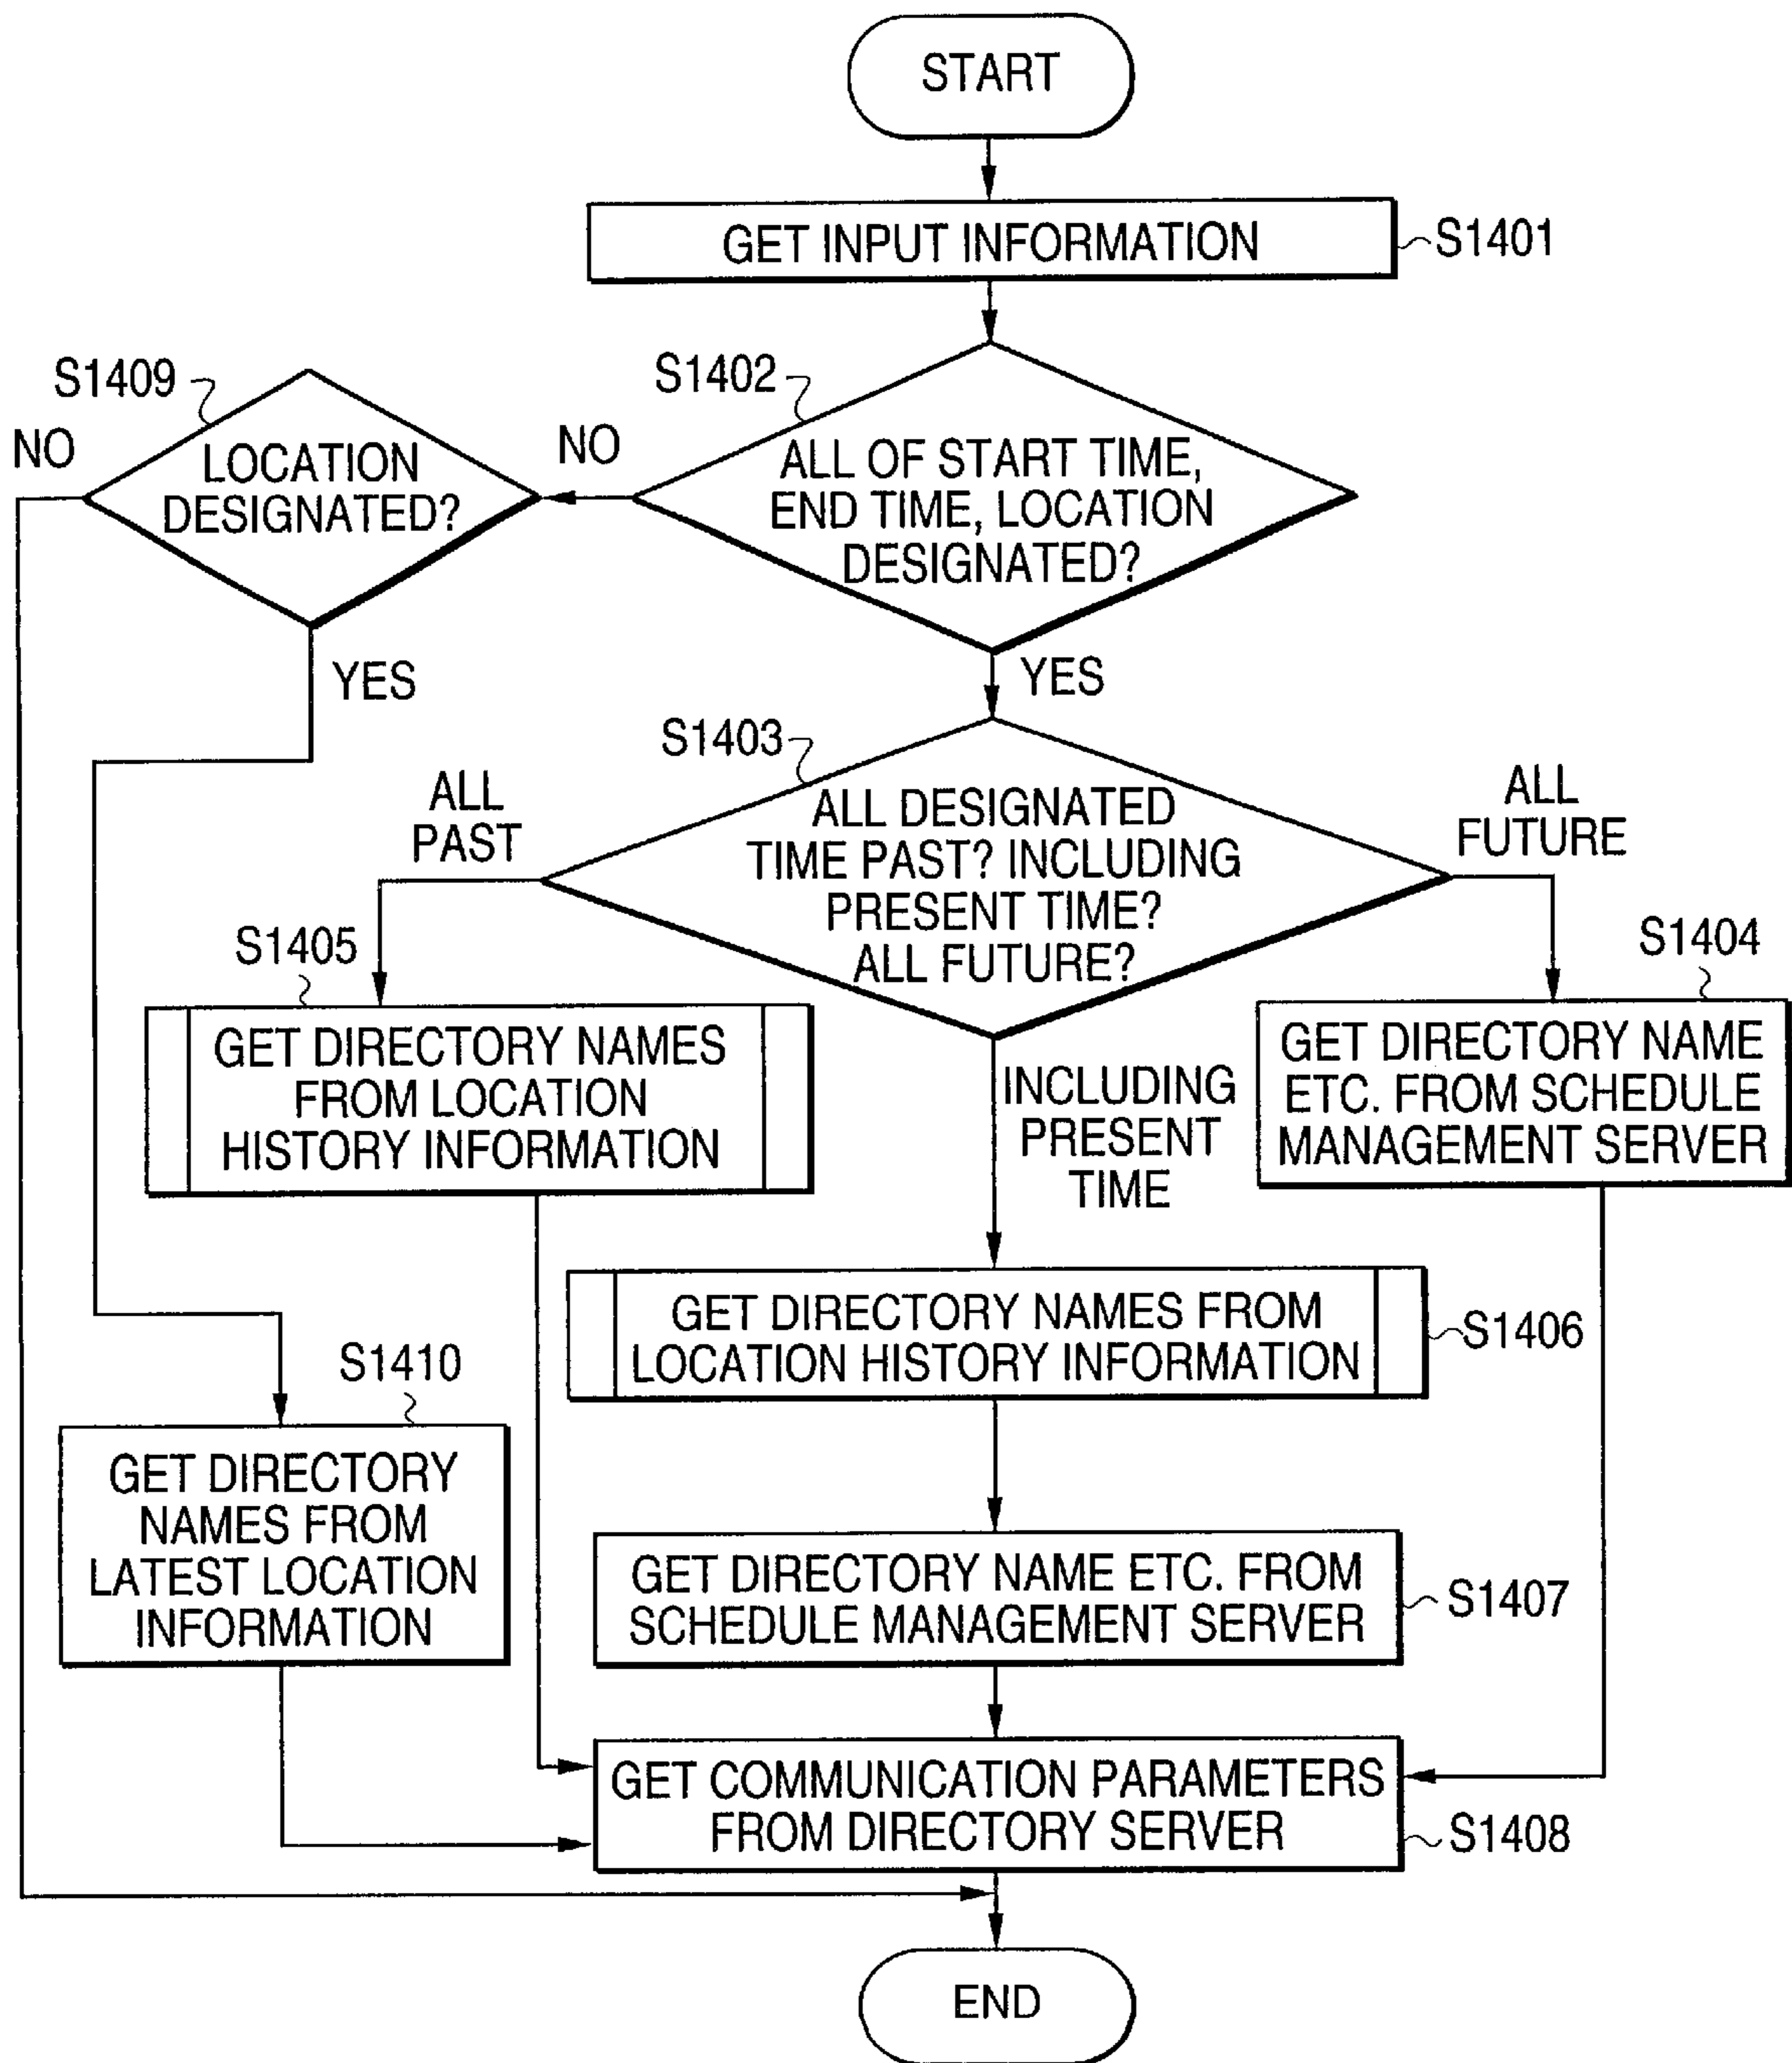 START
GET INPUT INFORMATION
S1401
S1409
S1402
NO
LOCATION
DESIGNATED?
NO
ALL OF START TIME,
END TIME, LOCATION
DESIGNATED?
YES
YES
S1403
ALL
PAST
ALL DESIGNATED
TIME PAST? INCLUDING
PRESENT TIME?
ALL FUTURE?
ALL
FUTURE
S1405
S1404
GET DIRECTORY NAMES
FROM LOCATION
HISTORY INFORMATION
INCLUDING
PRESENT
TIME
GET DIRECTORY NAME
ETC. FROM SCHEDULE
MANAGEMENT SERVER
GET DIRECTORY NAMES FROM
LOCATION HISTORY INFORMATION
S1406
S1410
GET DIRECTORY
NAMES FROM
LATEST LOCATION
INFORMATION
GET DIRECTORY NAME ETC. FROM
SCHEDULE MANAGEMENT SERVER
S1407
GET COMMUNICATION PARAMETERS
FROM DIRECTORY SERVER
S1408
END